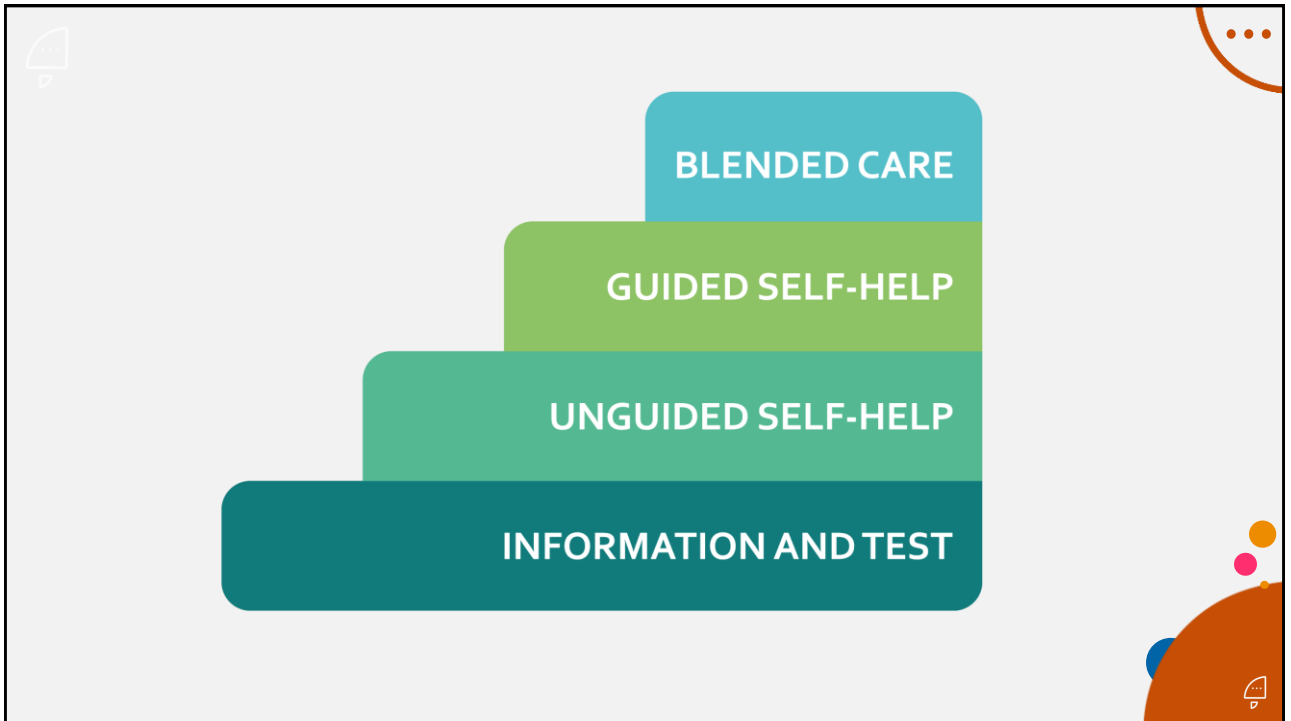 BLENDED CARE
GUIDED SELF-HELP
UNGUIDED SELF-HELP
INFORMATION AND TEST